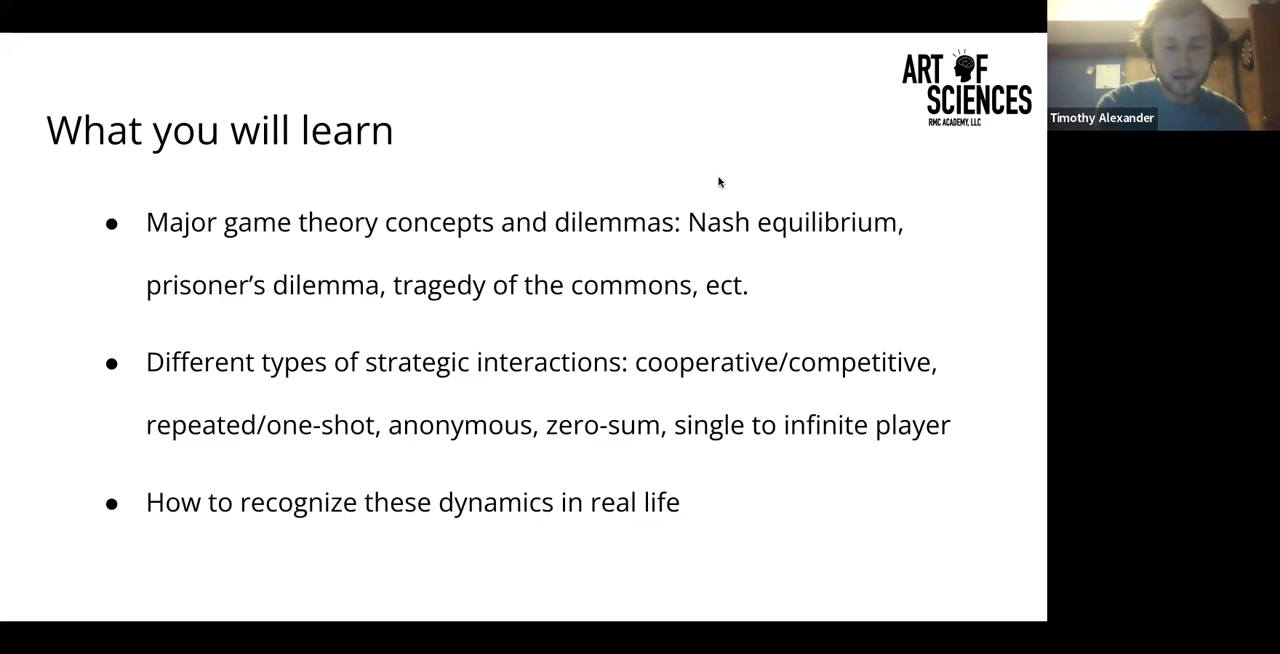 ART OF
SCIENCES
RMC ACADEMY, LLC
Timothy Alexander
What you will learn
● Major game theory concepts and dilemmas: Nash equilibrium,
prisoner’s dilemma, tragedy of the commons, ect.
● Different types of strategic interactions: cooperative/competitive,
repeated/one-shot, anonymous, zero-sum, single to infinite player
● How to recognize these dynamics in real life